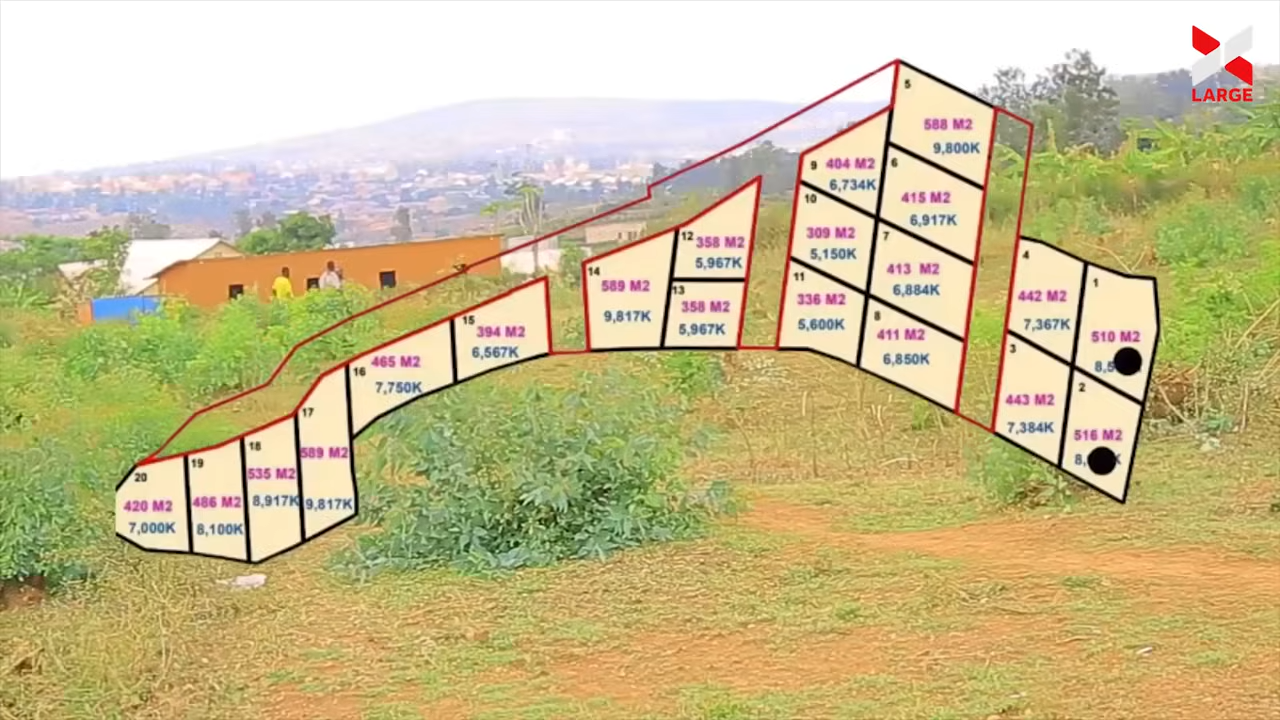 LARGE
5
588 M2
9,800K
9
404 M2
6,734K
6
415 M2
6,917K
10
309 M2
5,150K
7
413 M2
6,884K
11
336 M2
5,600K
8
411 M2
6,850K
12
358 M2
5,967K
13
358 M2
5,967K
14
589 M2
9,817K
4
442 M2
7,367K
1
510 M2
3
443 M2
7,384K
2
516 M2
15
394 M2
6,567K
16
465 M2
7,750K
17
589 M2
9,817K
18
535 M2
8,917K
19
486 M2
8,100K
20
420 M2
7,000K